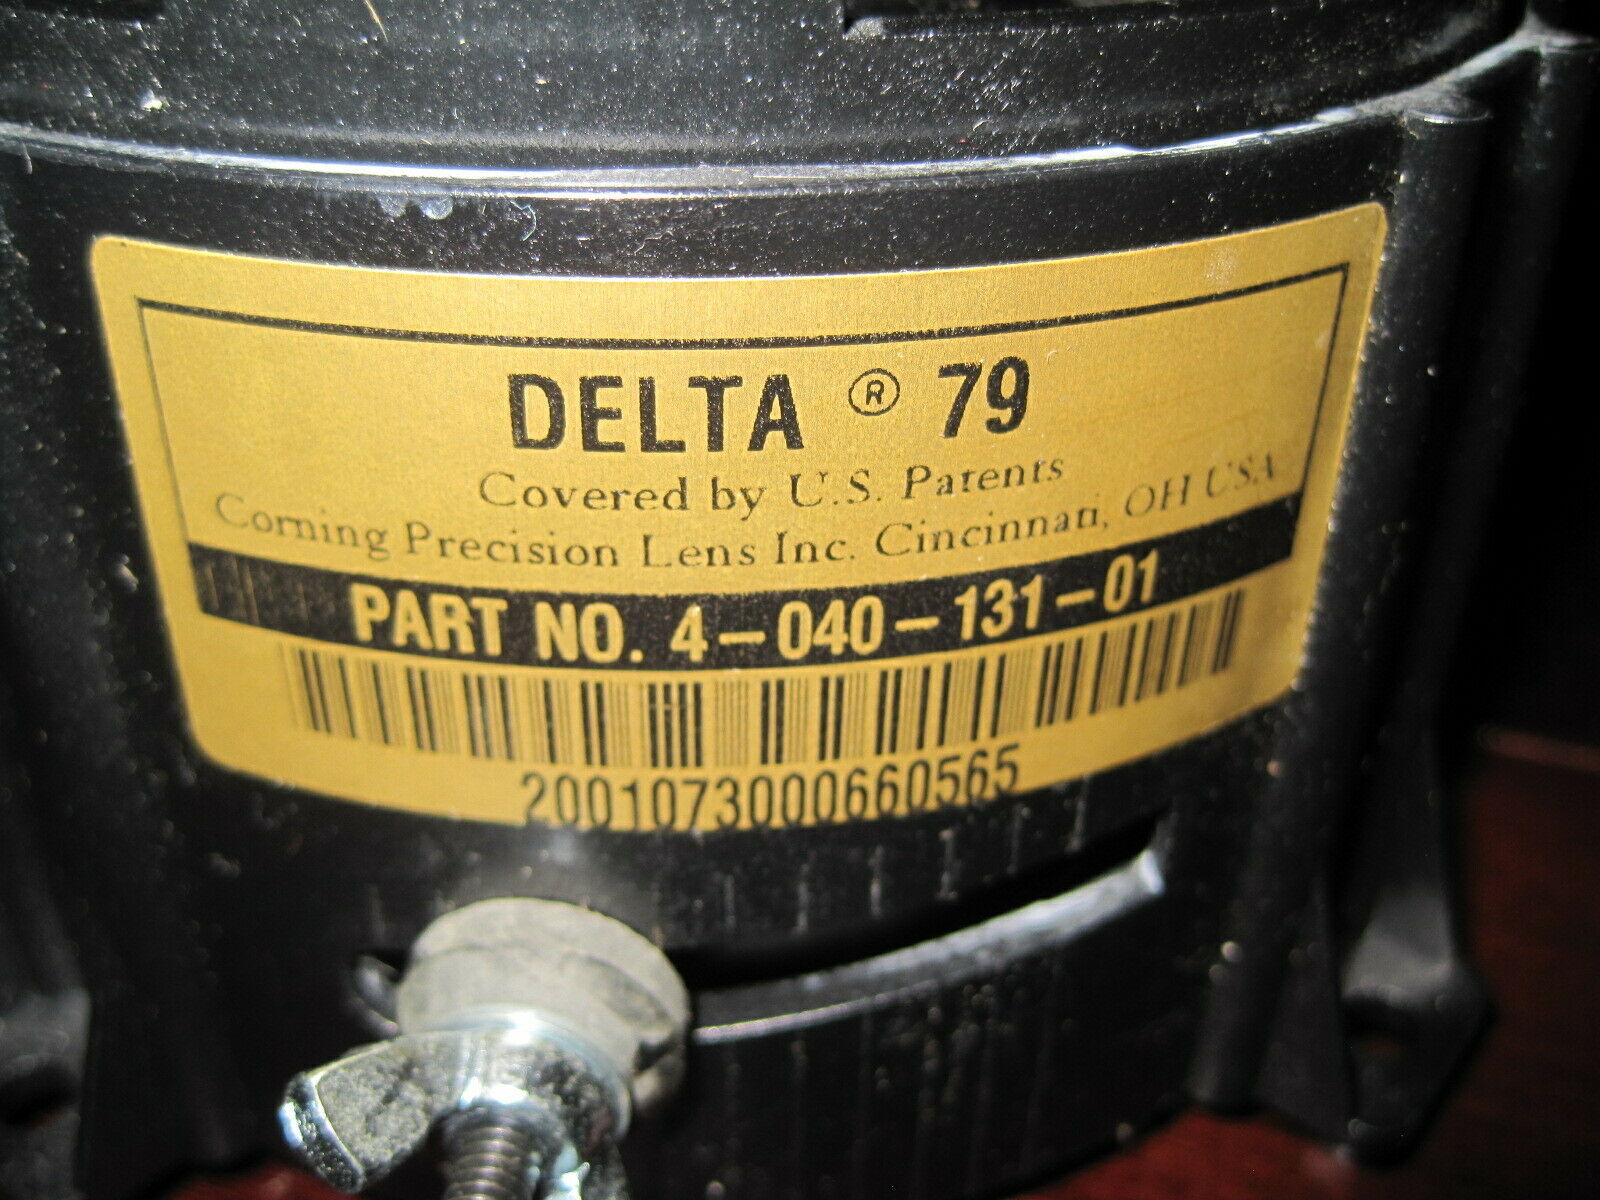 DELTA ® 79
Covered by U.S. Patents
Corning Precision Lens Inc. Cincinnati, OH USA
PART NO. 4-040-131-01
2001073000660565